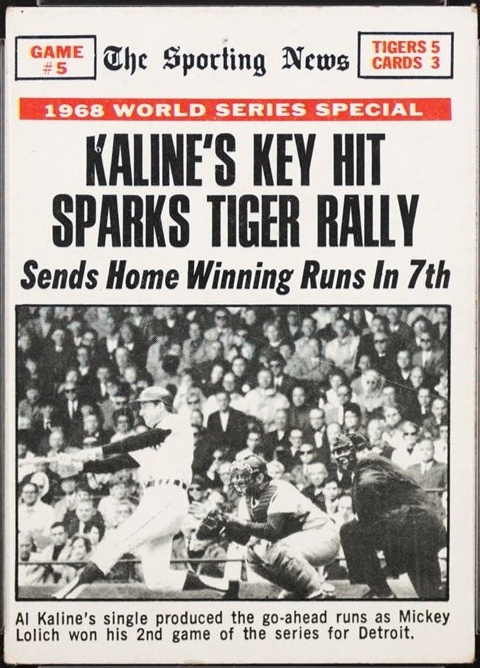 GAME
#5
The Sporting News
TIGERS 5
CARDS 3
1968 WORLD SERIES SPECIAL
KALINE'S KEY HIT
SPARKS TIGER RALLY
Sends Home Winning Runs In 7th
Al Kaline's single produced the go-ahead runs as Mickey
Lolich won his 2nd game of the series for Detroit.